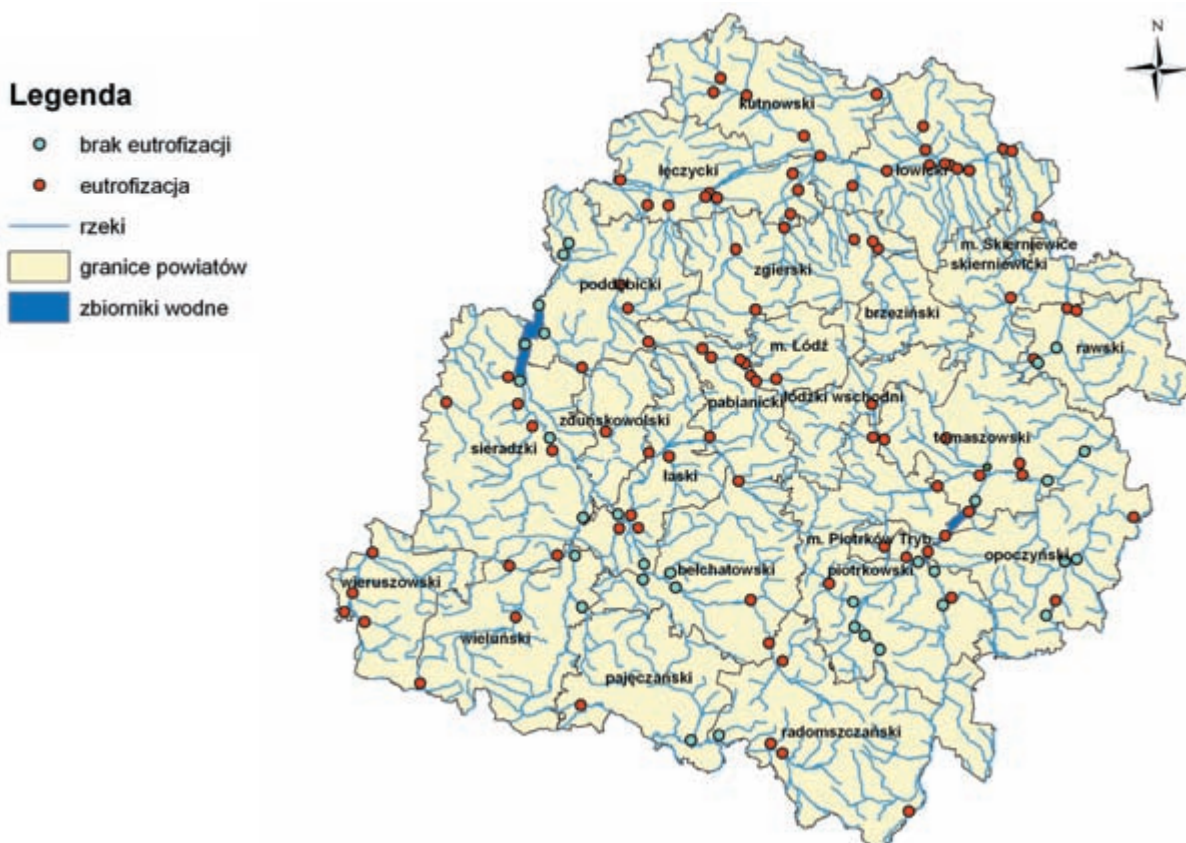 N
Legenda
brak eutrofizacji
eutrofizacja
rzeki
granice powiatów
zbiorniki wodne
kutnowski
łęczycki
łowicki
m. Skierniewice
skierniewicki
zgierski
poddębicki
brzeziński
rawski
m. Łódź
pabianicki
łódzki wschodni
zduńskowolski
sieradzki
tomaszowski
łaski
m. Piotrków Tryb.
opoczyński
piotrkowski
bełchatowski
wieruszowski
wieluński
pajęczański
radomszczański